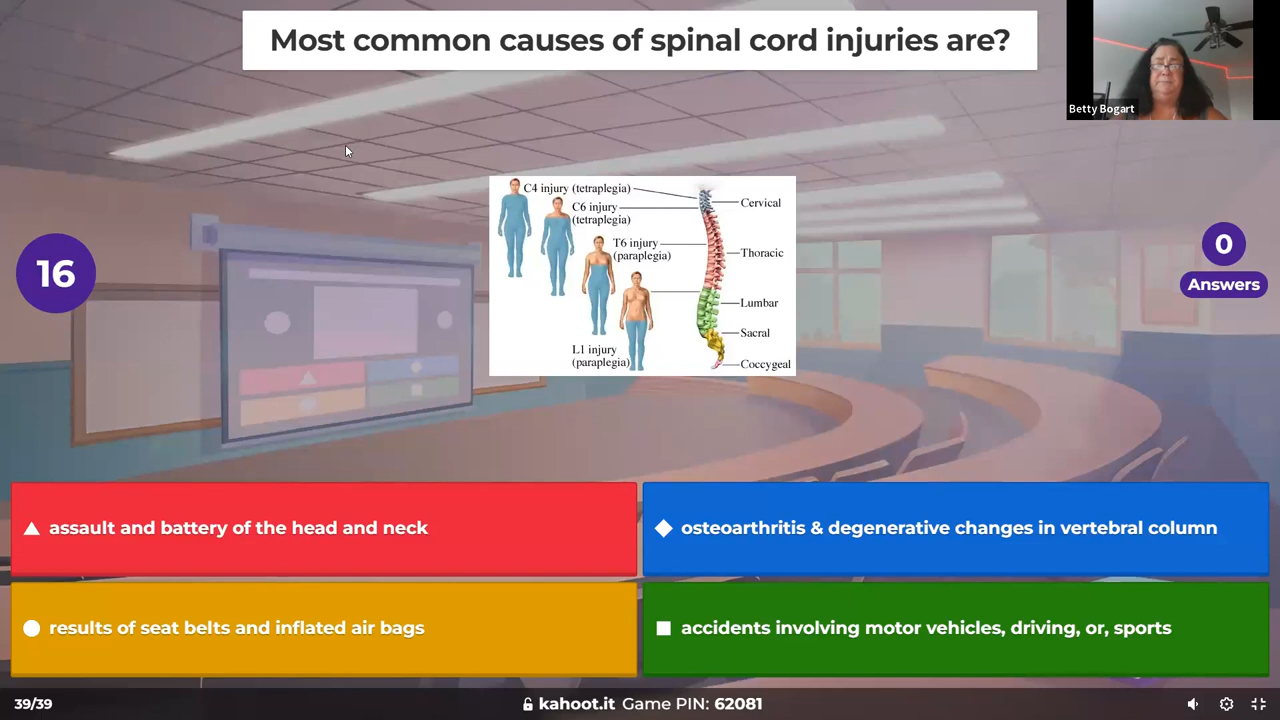 Most common causes of spinal cord injuries are?
Betty Bogart
C4 injury (tetraplegia)
C6 injury
(tetraplegia)
T6 injury
(paraplegia)
L1 injury
(paraplegia)
Cervical
Thoracic
Lumbar
Sacral
Coccygeal
16
0
Answers
assault and battery of the head and neck
osteoarthritis & degenerative changes in vertebral column
results of seat belts and inflated air bags
accidents involving motor vehicles, driving, or, sports
39/39
kahoot.it Game PIN: 62081